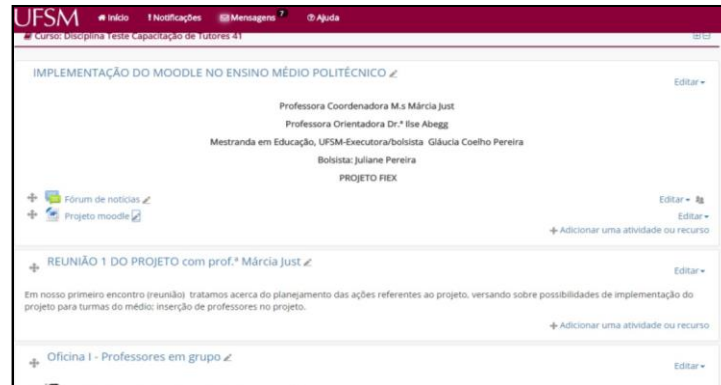 UFSM Início Notificações Mensagens 7 Ajuda
Curso: Disciplina Teste Capacitação de Tutores 41
IMPLEMENTAÇÃO DO MOODLE NO ENSINO MÉDIO POLITÉCNICO
Editar
Professora Coordenadora M.s Márcia Just
Professora Orientadora Dr.ª Ilse Abegg
Mestranda em Educação, UFSM-Executora/bolsista Gláucia Coelho Pereira
Bolsista: Juliane Pereira
PROJETO FIEX
Fórum de notícias Editar
Projeto moodle Editar
Adicionar uma atividade ou recurso
REUNIÃO 1 DO PROJETO com prof.ª Márcia Just
Editar
Em nosso primeiro encontro (reunião) tratamos acerca do planejamento das ações referentes ao projeto, versando sobre possibilidades de implementação do
projeto para turmas do médio: inserção de professores no projeto.
Adicionar uma atividade ou recurso
Oficina I - Professores em grupo
Editar